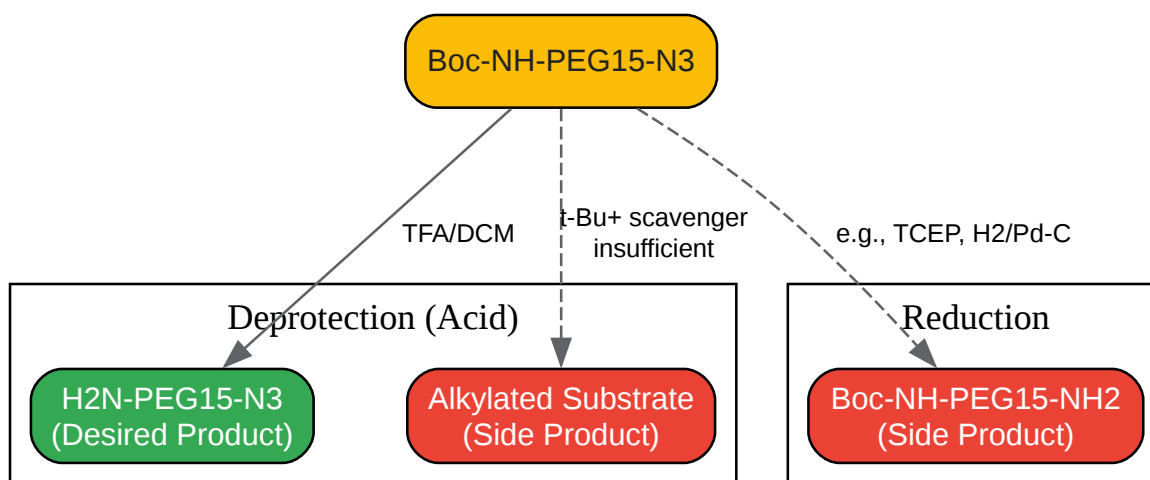 Boc-NH-PEG15-N3
TFA/DCM
t-Bu+ scavenger
insufficient
e.g., TCEP, H2/Pd-C
Deprotection (Acid)
Reduction
H2N-PEG15-N3
(Desired Product)
Alkylated Substrate
(Side Product)
Boc-NH-PEG15-NH2
(Side Product)